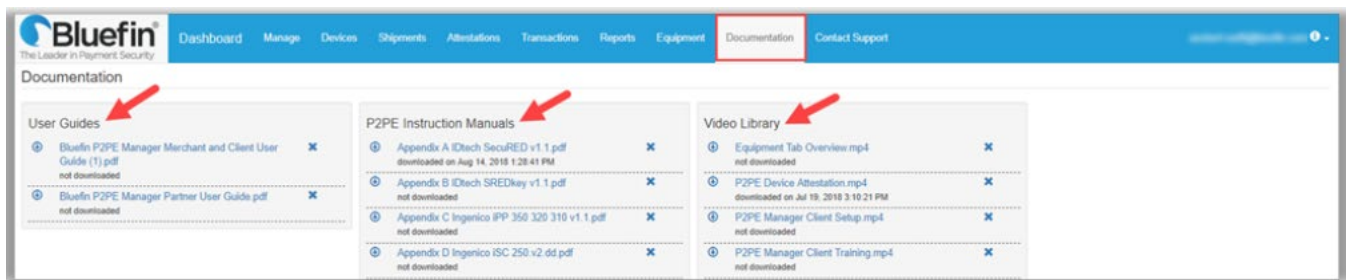 Bluefin®
The Leader in Payment Security
Dashboard Manage Devices Shipments Attestations Transactions Reports Equipment Documentation Contact Support
Documentation
User Guides
Bluefin P2PE Manager Merchant and Client User
Guide (1).pdf
not downloaded
Bluefin P2PE Manager Partner User Guide.pdf
not downloaded
P2PE Instruction Manuals
Appendix A IDtech SecuRED v1.1.pdf
downloaded on Aug 14, 2018 1:28:41 PM
Appendix B IDtech SREDkey v1.1.pdf
not downloaded
Appendix C Ingenico IPP 350 320 310 v1.1.pdf
not downloaded
Appendix D Ingenico iSC 250 v2.dd.pdf
not downloaded
Video Library
Equipment Tab Overview.mp4
not downloaded
P2PE Device Attestation.mp4
downloaded on Jul 19, 2018 3:10:21 PM
P2PE Manager Client Setup.mp4
not downloaded
P2PE Manager Client Training.mp4
not downloaded